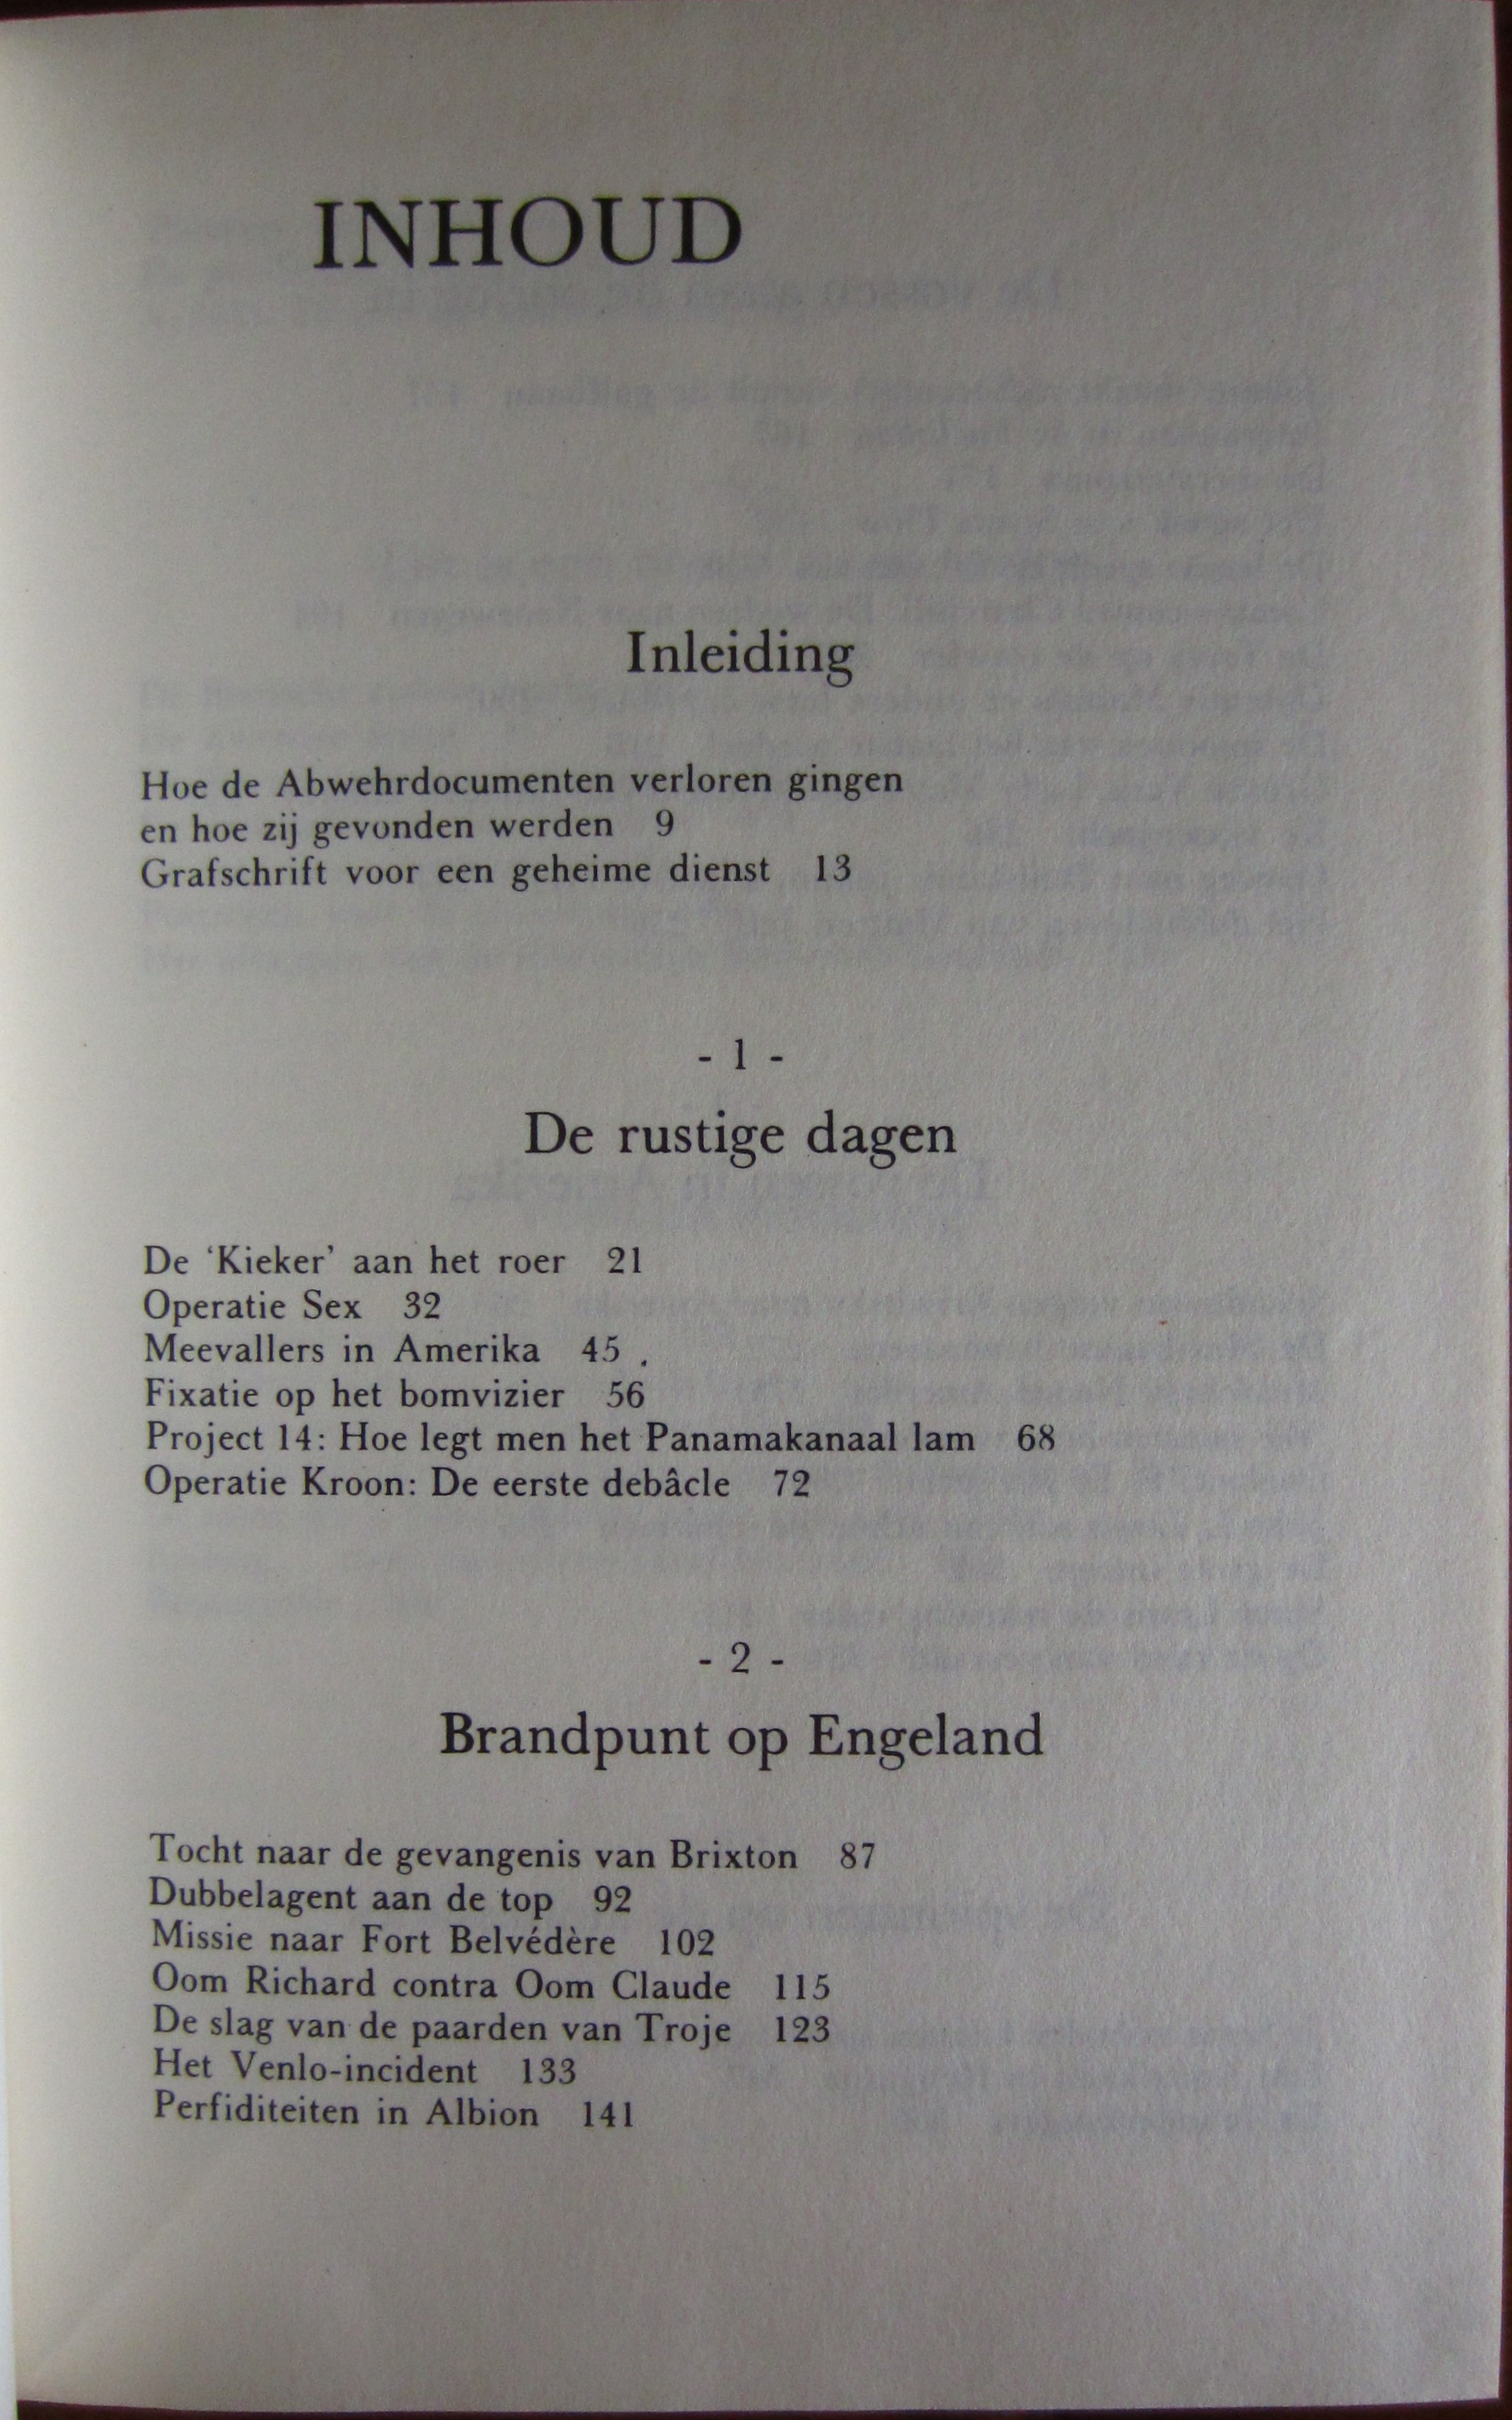 INHOUD
Inleiding
Hoe de Abwehrdocumenten verloren gingen
en hoe zij gevonden werden 9
Grafschrift voor een geheime dienst 13
- 1 -
De rustige dagen
De ‘Kieker’ aan het roer 21
Operatie Sex 32
Meevallers in Amerika 45
Fixatie op het bomvizier 56
Project 14: Hoe legt men het Panamakanaal lam 68
Operatie Kroon: De eerste debâcle 72
- 2 -
Brandpunt op Engeland
Tocht naar de gevangenis van Brixton 87
Dubbelagent aan de top 92
Missie naar Fort Belvédère 102
Oom Richard contra Oom Claude 115
De slag van de paarden van Troje 123
Het Venlo-incident 133
Perfiditeiten in Albion 141